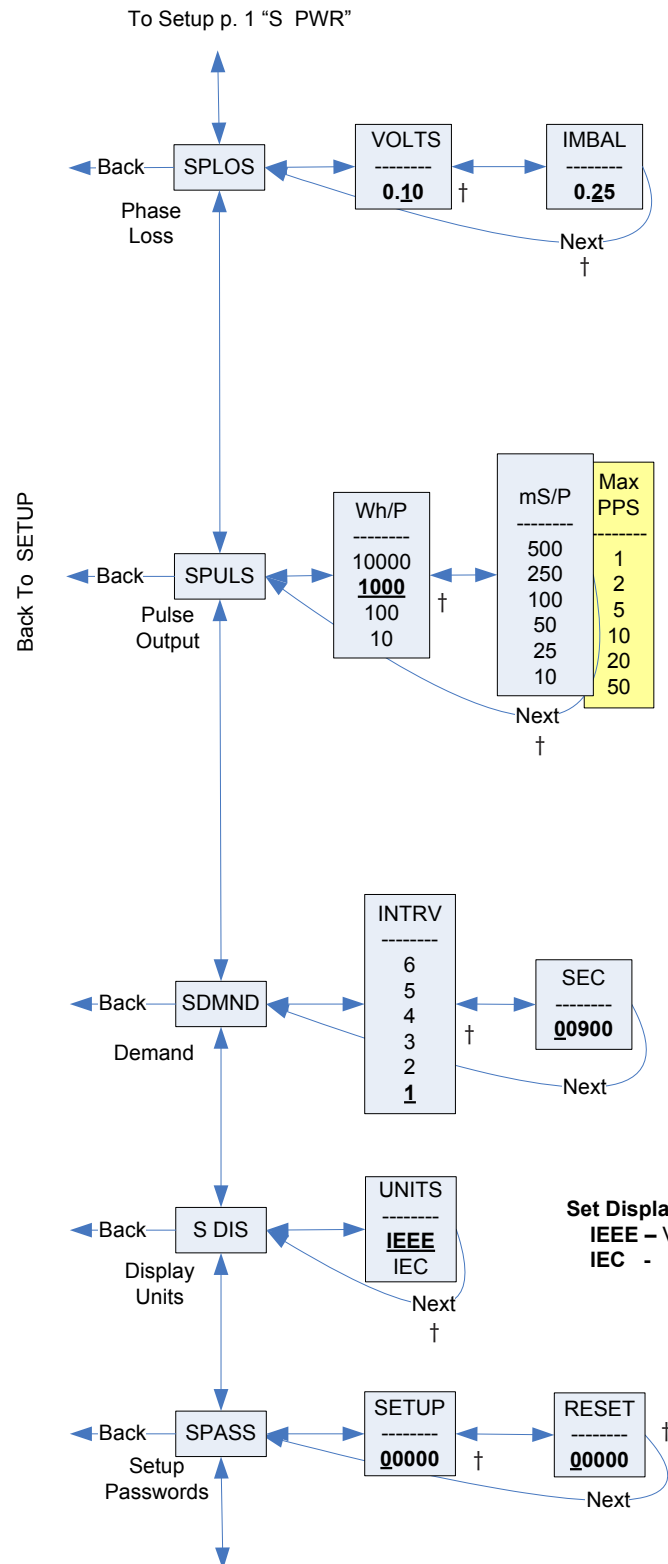 To Setup p. 1 “S PWR”
Back To SETUP
Back
SPLOS
Phase
Loss
VOLTS
--------
0.10
†
IMBAL
--------
0.25
Next
†
Back
SPULS
Pulse
Output
Wh/P
--------
10000
1000
100
10
†
mS/P
--------
500
250
100
50
25
10
Max
PPS
--------
1
2
5
10
20
50
Next
†
Back
SDMND
Demand
INTRV
--------
6
5
4
3
2
1
†
SEC
--------
00900
Next
Back
S DIS
Display
Units
UNITS
--------
IEEE
IEC
Next
†
Set Displa
IEEE –
IEC -
Back
SPASS
Setup
Passwords
SETUP
--------
00000
†
RESET
--------
00000
†
Next